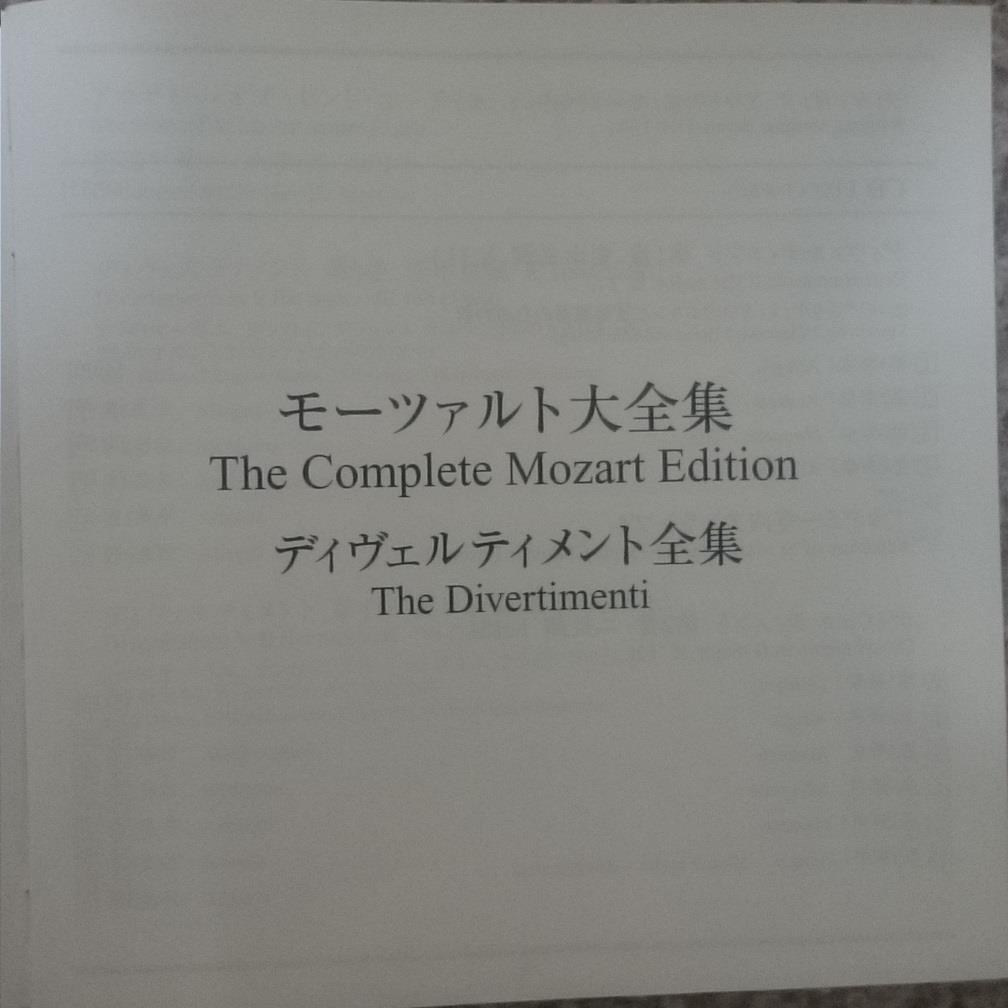 モーツァルト大全集
The Complete Mozart Edition
ディヴェルティメント全集
The Divertimenti